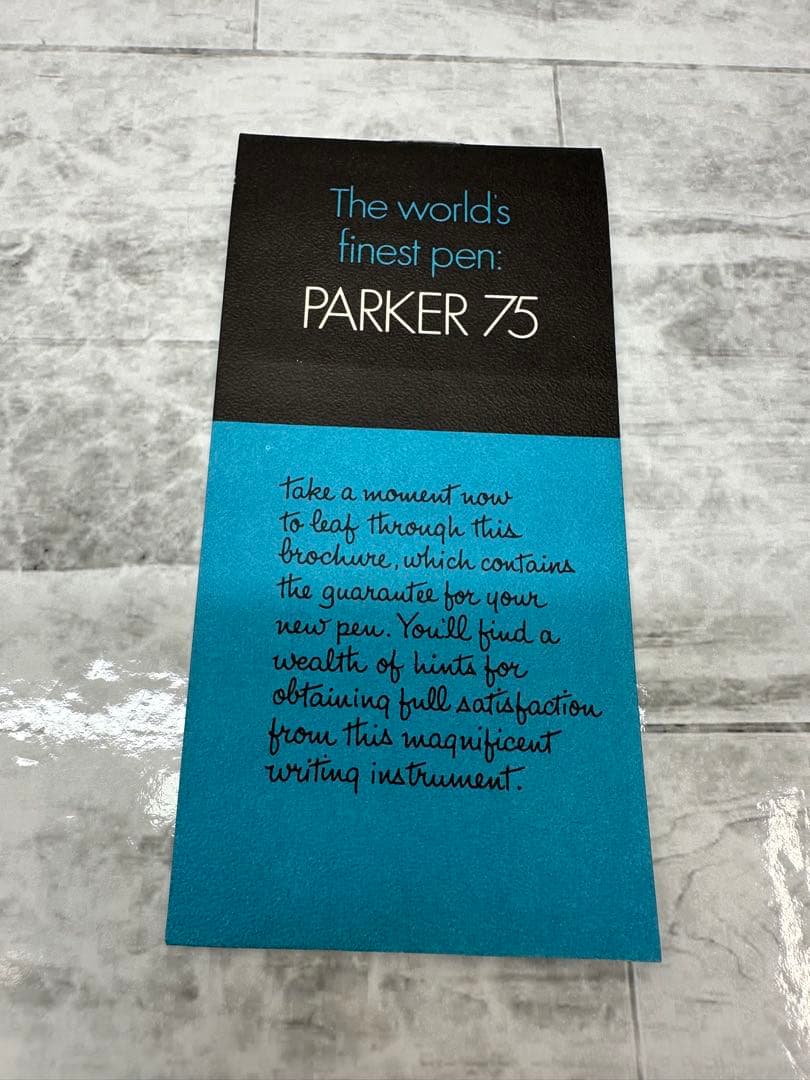 The world's
finest pen:
PARKER 75
Take a moment now
to leaf through this
brochure, which contains
the guarantee for your
new pen. You'll find a
wealth of hints for
obtaining full satisfaction
from this magnificent
writing instrument.